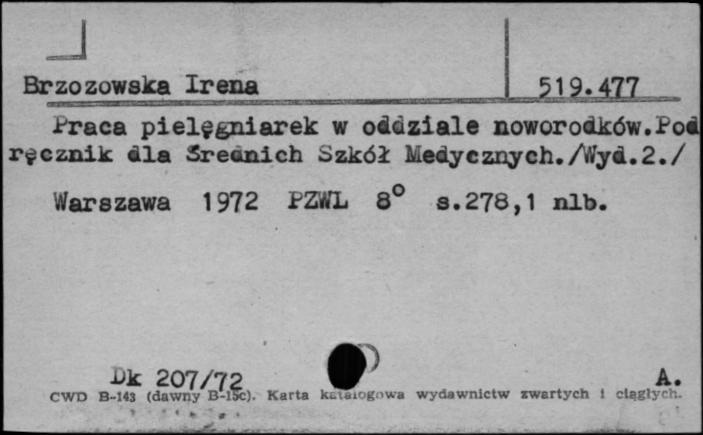 Brzozowska Irena 519.477
Praca pielęgniarek w oddziale noworodków.Pod
ręcznik dla Średnich Szkół Medycznych./Wyd.2./
Warszawa 1972 PZWL 8° s.278,1 nlb.
Dk 207/72 A.
CWD B-143 (dawny B-15c). Karta katalogowa wydawnictw zwartych i ciągłych.